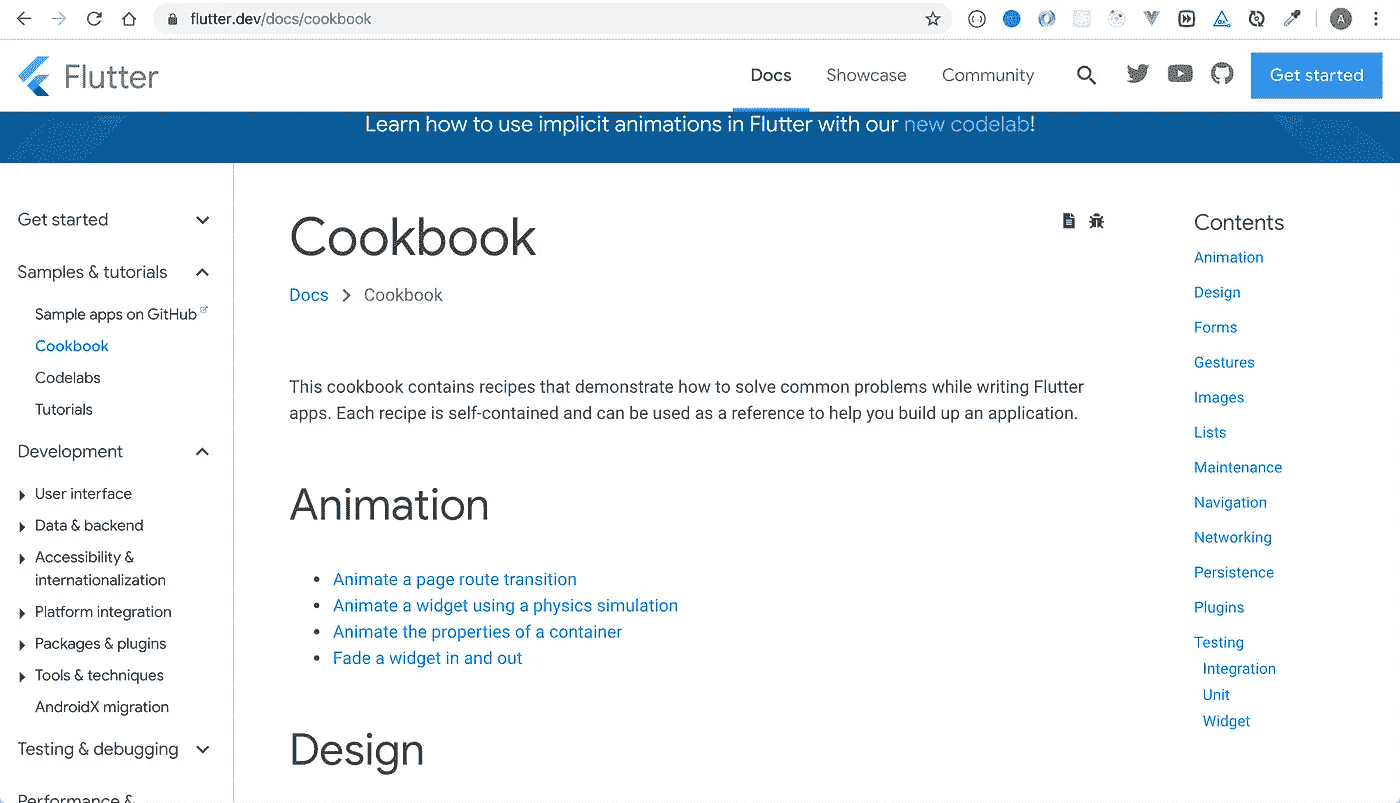 flutter.dev/docs/cookbook
A
Flutter
Docs
Showcase
Community
Get started
Learn how to use implicit animations in Flutter with our new codelab!
Get started
Samples & tutorials
Sample apps on GitHub
Cookbook
Codelabs
Tutorials
Development
User interface
Data & backend
Accessibility &
internationalization
Platform integration
Packages & plugins
Tools & techniques
AndroidX migration
Testing & debugging
Performance &
Cookbook
Docs > Cookbook
This cookbook contains recipes that demonstrate how to solve common problems while writing Flutter
apps. Each recipe is self-contained and can be used as a reference to help you build up an application.
Animation
• Animate a page route transition
• Animate a widget using a physics simulation
• Animate the properties of a container
• Fade a widget in and out
Design
Contents
Animation
Design
Forms
Gestures
Images
Lists
Maintenance
Navigation
Networking
Persistence
Plugins
Testing
Integration
Unit
Widget